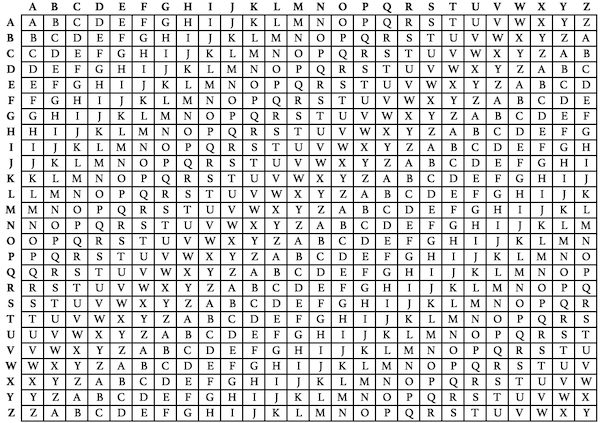 A B C D E F G H I J K L M N O P Q R S T U V W X Y Z
A A B C D E F G H I J K L M N O P Q R S T U V W X Y Z
B B C D E F G H I J K L M N O P Q R S T U V W X Y Z A
C C D E F G H I J K L M N O P Q R S T U V W X Y Z A B
D D E F G H I J K L M N O P Q R S T U V W X Y Z A B C
E E F G H I J K L M N O P Q R S T U V W X Y Z A B C D
F F G H I J K L M N O P Q R S T U V W X Y Z A B C D E
G G H I J K L M N O P Q R S T U V W X Y Z A B C D E F
H H I J K L M N O P Q R S T U V W X Y Z A B C D E F G
I I J K L M N O P Q R S T U V W X Y Z A B C D E F G H
J J K L M N O P Q R S T U V W X Y Z A B C D E F G H I
K K L M N O P Q R S T U V W X Y Z A B C D E F G H I J
L L M N O P Q R S T U V W X Y Z A B C D E F G H I J K
M M N O P Q R S T U V W X Y Z A B C D E F G H I J K L
N N O P Q R S T U V W X Y Z A B C D E F G H I J K L M
O O P Q R S T U V W X Y Z A B C D E F G H I J K L M N
P P Q R S T U V W X Y Z A B C D E F G H I J K L M N O
Q Q R S T U V W X Y Z A B C D E F G H I J K L M N O P
R R S T U V W X Y Z A B C D E F G H I J K L M N O P Q
S S T U V W X Y Z A B C D E F G H I J K L M N O P Q R
T T U V W X Y Z A B C D E F G H I J K L M N O P Q R S
U U V W X Y Z A B C D E F G H I J K L M N O P Q R S T
V V W X Y Z A B C D E F G H I J K L M N O P Q R S T U
W W X Y Z A B C D E F G H I J K L M N O P Q R S T U V
X X Y Z A B C D E F G H I J K L M N O P Q R S T U V W
Y Y Z A B C D E F G H I J K L M N O P Q R S T U V W X
Z Z A B C D E F G H I J K L M N O P Q R S T U V W X Y